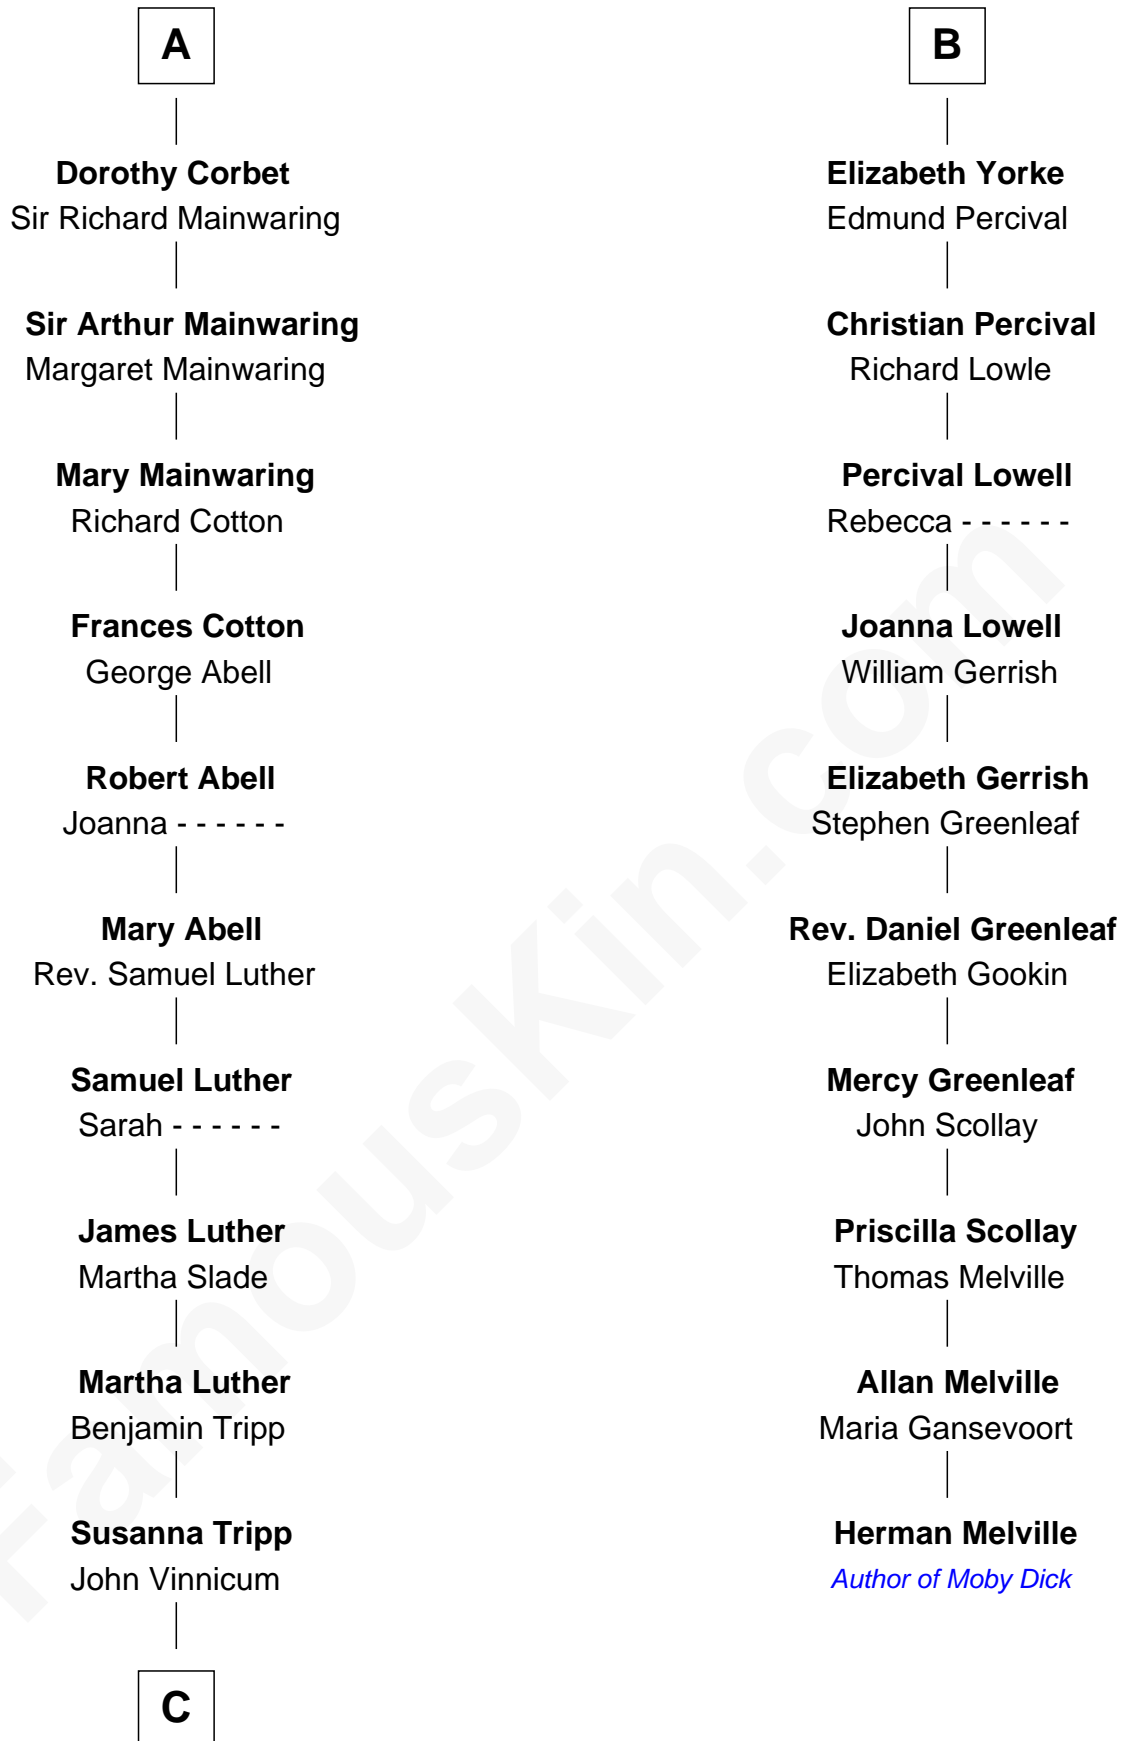 A
Dorothy Corbet
Sir Richard Mainwaring
Sir Arthur Mainwaring
Margaret Mainwaring
Mary Mainwaring
Richard Cotton
Frances Cotton
George Abell
Robert Abell
Joanna - - - - - -
Mary Abell
Rev. Samuel Luther
Samuel Luther
Sarah - - - - - -
James Luther
Martha Slade
Martha Luther
Benjamin Tripp
Susanna Tripp
John Vinnicum
C
B
Elizabeth Yorke
Edmund Percival
Christian Percival
Richard Lowle
Percival Lowell
Rebecca - - - - - -
Joanna Lowell
William Gerrish
Elizabeth Gerrish
Stephen Greenleaf
Rev. Daniel Greenleaf
Elizabeth Gookin
Mercy Greenleaf
John Scollay
Priscilla Scollay
Thomas Melville
Allan Melville
Maria Gansevoort
Herman Melville
Author of Moby Dick
FamousKin.com